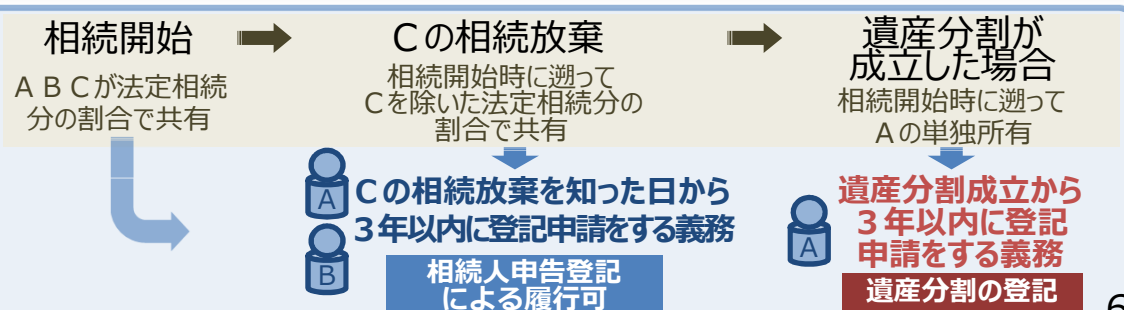 相続開始
ＡＢＣが法定相続
分の割合で共有
Ｃの相続放棄
相続開始時に遡って
Ｃを除いた法定相続分の
割合で共有
遺産分割が
成立した場合
相続開始時に遡って
Ａの単独所有
A
B
Ｃの相続放棄を知った日から
３年以内に登記申請をする義務
相続人申告登記
による履行可
A
遺産分割成立から
３年以内に登記
申請をする義務
遺産分割の登記
6